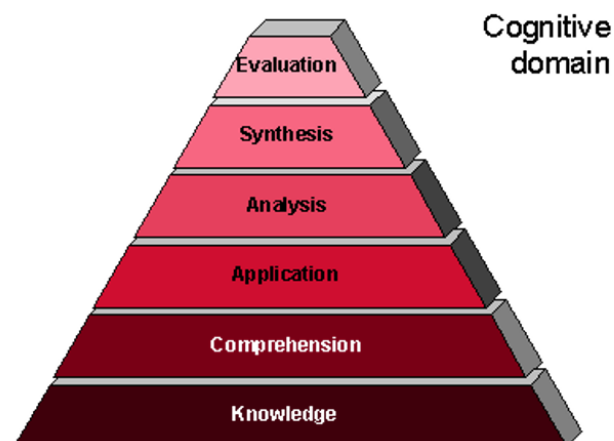 Cognitive
domain
Evaluation
Synthesis
Analysis
Application
Comprehension
Knowledge